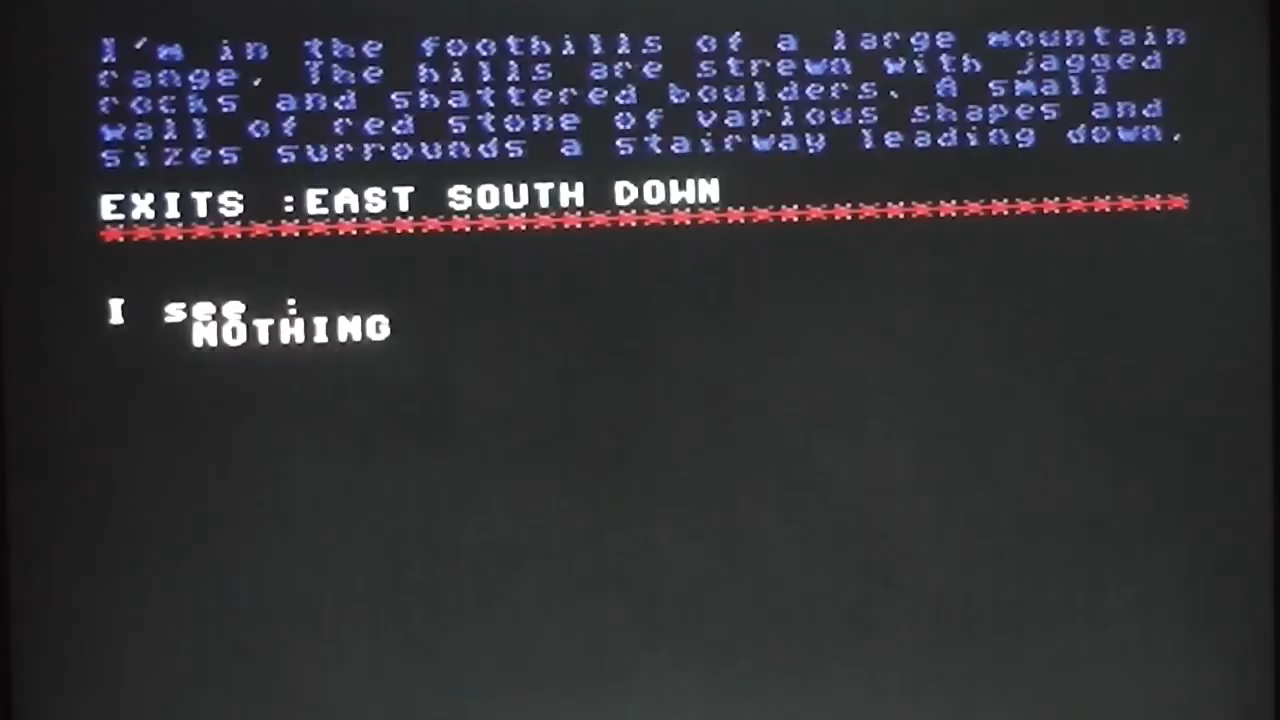 I'm in the foothills of a large mountain
range. The hills are strewn with jagged
rocks and shattered boulders. A small
wall of red stone of various shapes and
sizes surrounds a stairway leading down.
EXITS :EAST SOUTH DOWN
I see :
NOTHING